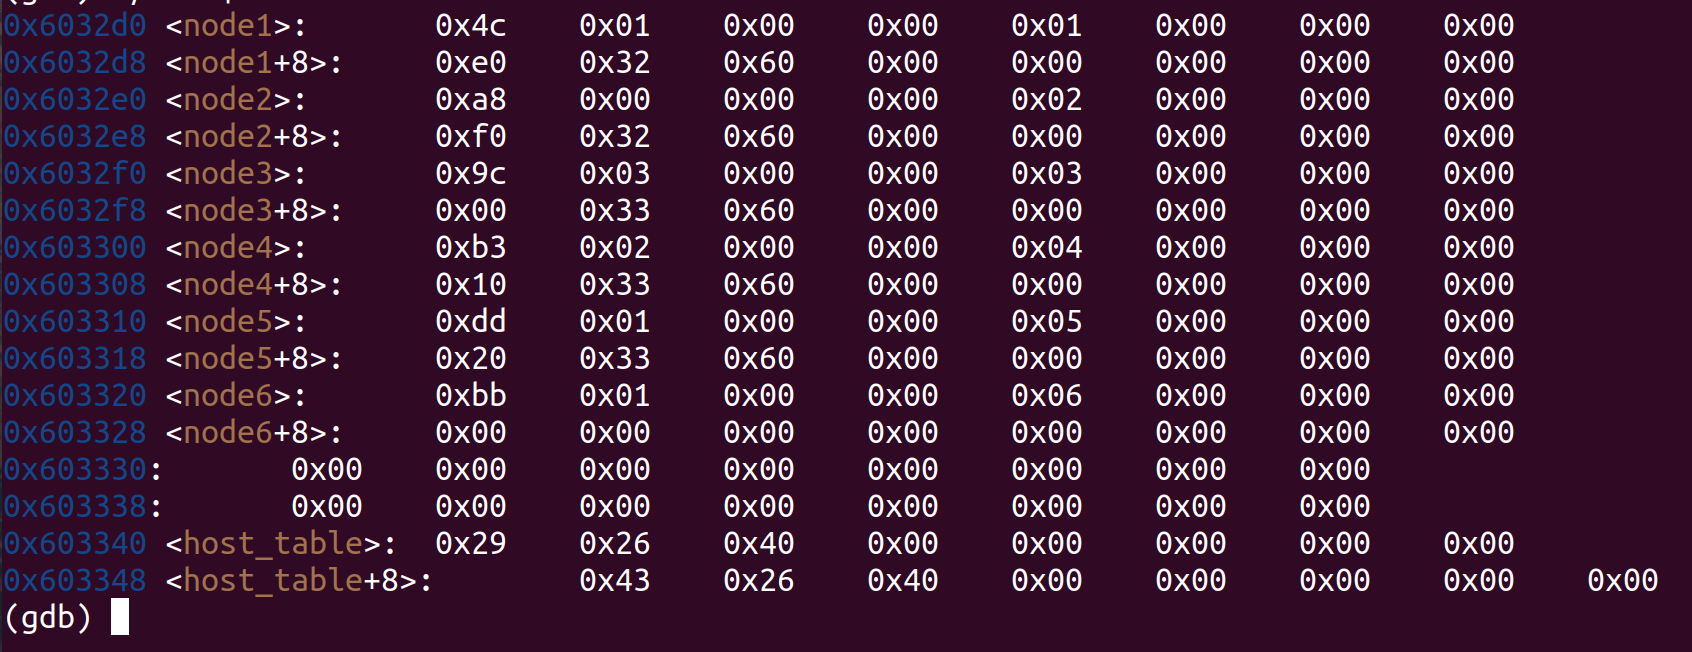 0x6032d0 <node1>: 0x4c 0x01 0x00 0x00 0x01 0x00 0x00 0x00
0x6032d8 <node1+8>: 0xe0 0x32 0x60 0x00 0x00 0x00 0x00 0x00
0x6032e0 <node2>: 0xa8 0x00 0x00 0x00 0x02 0x00 0x00 0x00
0x6032e8 <node2+8>: 0xf0 0x32 0x60 0x00 0x00 0x00 0x00 0x00
0x6032f0 <node3>: 0x9c 0x03 0x00 0x00 0x03 0x00 0x00 0x00
0x6032f8 <node3+8>: 0x00 0x33 0x60 0x00 0x00 0x00 0x00 0x00
0x603300 <node4>: 0xb3 0x02 0x00 0x00 0x04 0x00 0x00 0x00
0x603308 <node4+8>: 0x10 0x33 0x60 0x00 0x00 0x00 0x00 0x00
0x603310 <node5>: 0xdd 0x01 0x00 0x00 0x05 0x00 0x00 0x00
0x603318 <node5+8>: 0x20 0x33 0x60 0x00 0x00 0x00 0x00 0x00
0x603320 <node6>: 0xbb 0x01 0x00 0x00 0x06 0x00 0x00 0x00
0x603328 <node6+8>: 0x00 0x00 0x00 0x00 0x00 0x00 0x00 0x00
0x603330: 0x00 0x00 0x00 0x00 0x00 0x00 0x00 0x00
0x603338: 0x00 0x00 0x00 0x00 0x00 0x00 0x00 0x00
0x603340 <host_table>: 0x29 0x26 0x40 0x00 0x00 0x00 0x00 0x00
0x603348 <host_table+8>: 0x43 0x26 0x40 0x00 0x00 0x00 0x00 0x00
(gdb)